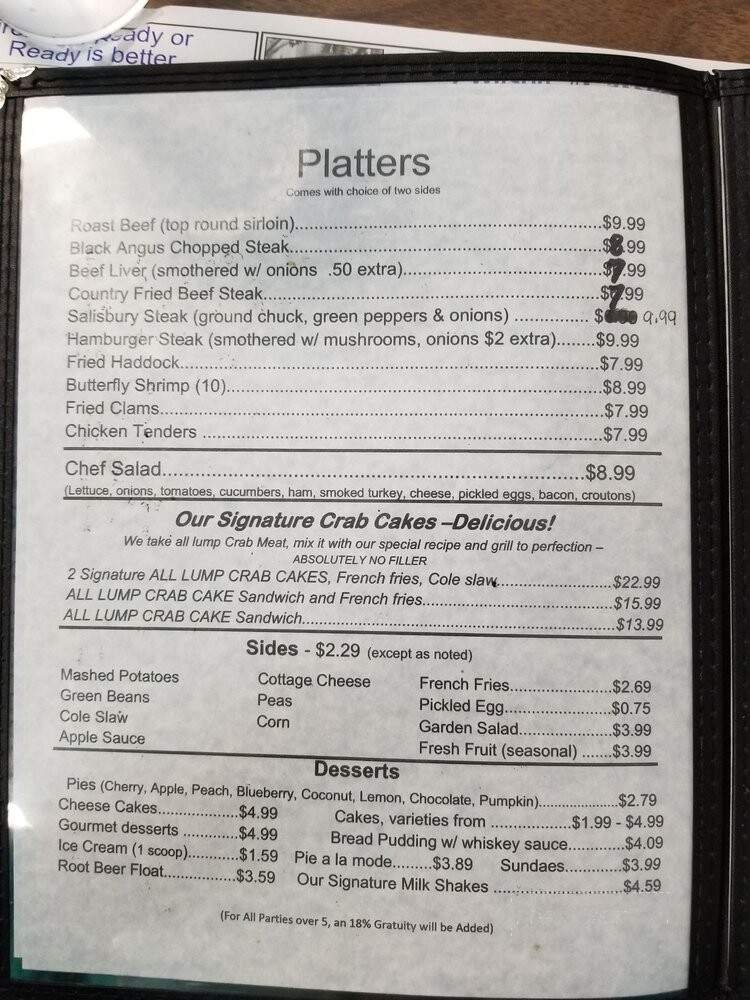 eady or
Ready is better
Platters
Comes with choice of two sides
Roast Beef (top round sirloin)..........$9.99
Black Angus Chopped Steak..........$8.99
Beef Liver (smothered w/ onions .50 extra)..........$7.99
Country Fried Beef Steak..........$7.99
Salisbury Steak (ground chuck, green peppers & onions) ..........$ 9.99
Hamburger Steak (smothered w/ mushrooms, onions $2 extra)........$9.99
Fried Haddock..........$7.99
Butterfly Shrimp (10)..........$8.99
Fried Clams..........$7.99
Chicken Tenders ..........$7.99
Chef Salad..........$8.99
(Lettuce, onions, tomatoes, cucumbers, ham, smoked turkey, cheese, pickled eggs, bacon, croutons)
Our Signature Crab Cakes –Delicious!
We take all lump Crab Meat, mix it with our special recipe and grill to perfection –
ABSOLUTELY NO FILLER
2 Signature ALL LUMP CRAB CAKES, French fries, Cole slaw..........$22.99
ALL LUMP CRAB CAKE Sandwich and French fries..........$15.99
ALL LUMP CRAB CAKE Sandwich..........$13.99
Sides - $2.29 (except as noted)
Mashed Potatoes Cottage Cheese French Fries..........$2.69
Green Beans Peas Pickled Egg..........$0.75
Cole Slaw Corn Garden Salad..........$3.99
Apple Sauce Fresh Fruit (seasonal) .......$3.99
Desserts
Pies (Cherry, Apple, Peach, Blueberry, Coconut, Lemon, Chocolate, Pumpkin)..........$2.79
Cheese Cakes..........$4.99 Cakes, varieties from ..........$1.99 - $4.99
Gourmet desserts ..........$4.99 Bread Pudding w/ whiskey sauce..........$4.09
Ice Cream (1 scoop)..........$1.59 Pie a la mode.........$3.89 Sundaes..........$3.99
Root Beer Float..........$3.59 Our Signature Milk Shakes ..........$4.59
(For All Parties over 5, an 18% Gratuity will be Added)